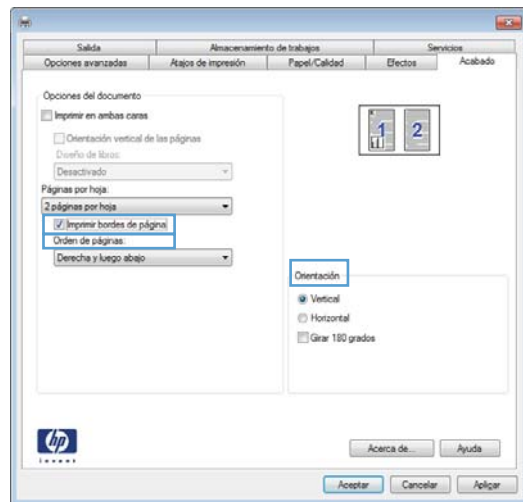 Salida Almacenamiento de trabajos Servicios
Opciones avanzadas Atajos de impresión Papel/Calidad Efectos Acabado
Opciones del documento
Imprimir en ambas caras
Orientación vertical de las páginas
Diseño de libros:
Desactivado
Páginas por hoja:
2 páginas por hoja
Imprimir bordes de página
Orden de páginas:
Derecha y luego abajo
1 2
Orientación
Vertical
Horizontal
Girar 180 grados
hp
invent
Acerca de... Ayuda
Aceptar Cancelar Aplicar